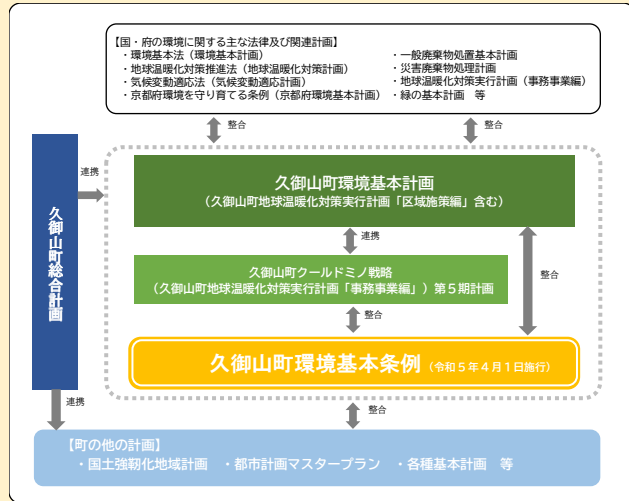 【国・府の環境に関する主な法律及び関連計画】
・環境基本法（環境基本計画）
・地球温暖化対策推進法（地球温暖化対策計画）
・気候変動適応法（気候変動適応計画）
・京都府環境を守り育てる条例（京都府環境基本計画）
・一般廃棄物処置基本計画
・災害廃棄物処理計画
・地球温暖化対策実行計画（事務事業編）
・緑の基本計画　等
整合
整合
久御山町総合計画
連携
久御山町環境基本計画
（久御山町地球温暖化対策実行計画「区域施策編」含む）
連携
整合
久御山町クールドミノ戦略
（久御山町地球温暖化対策実行計画「事務事業編」）第５期計画
整合
久御山町環境基本条例（令和５年４月１日施行）
連携
整合
【町の他の計画】
・国土強靭化地域計画　・都市計画マスタープラン　・各種基本計画　等